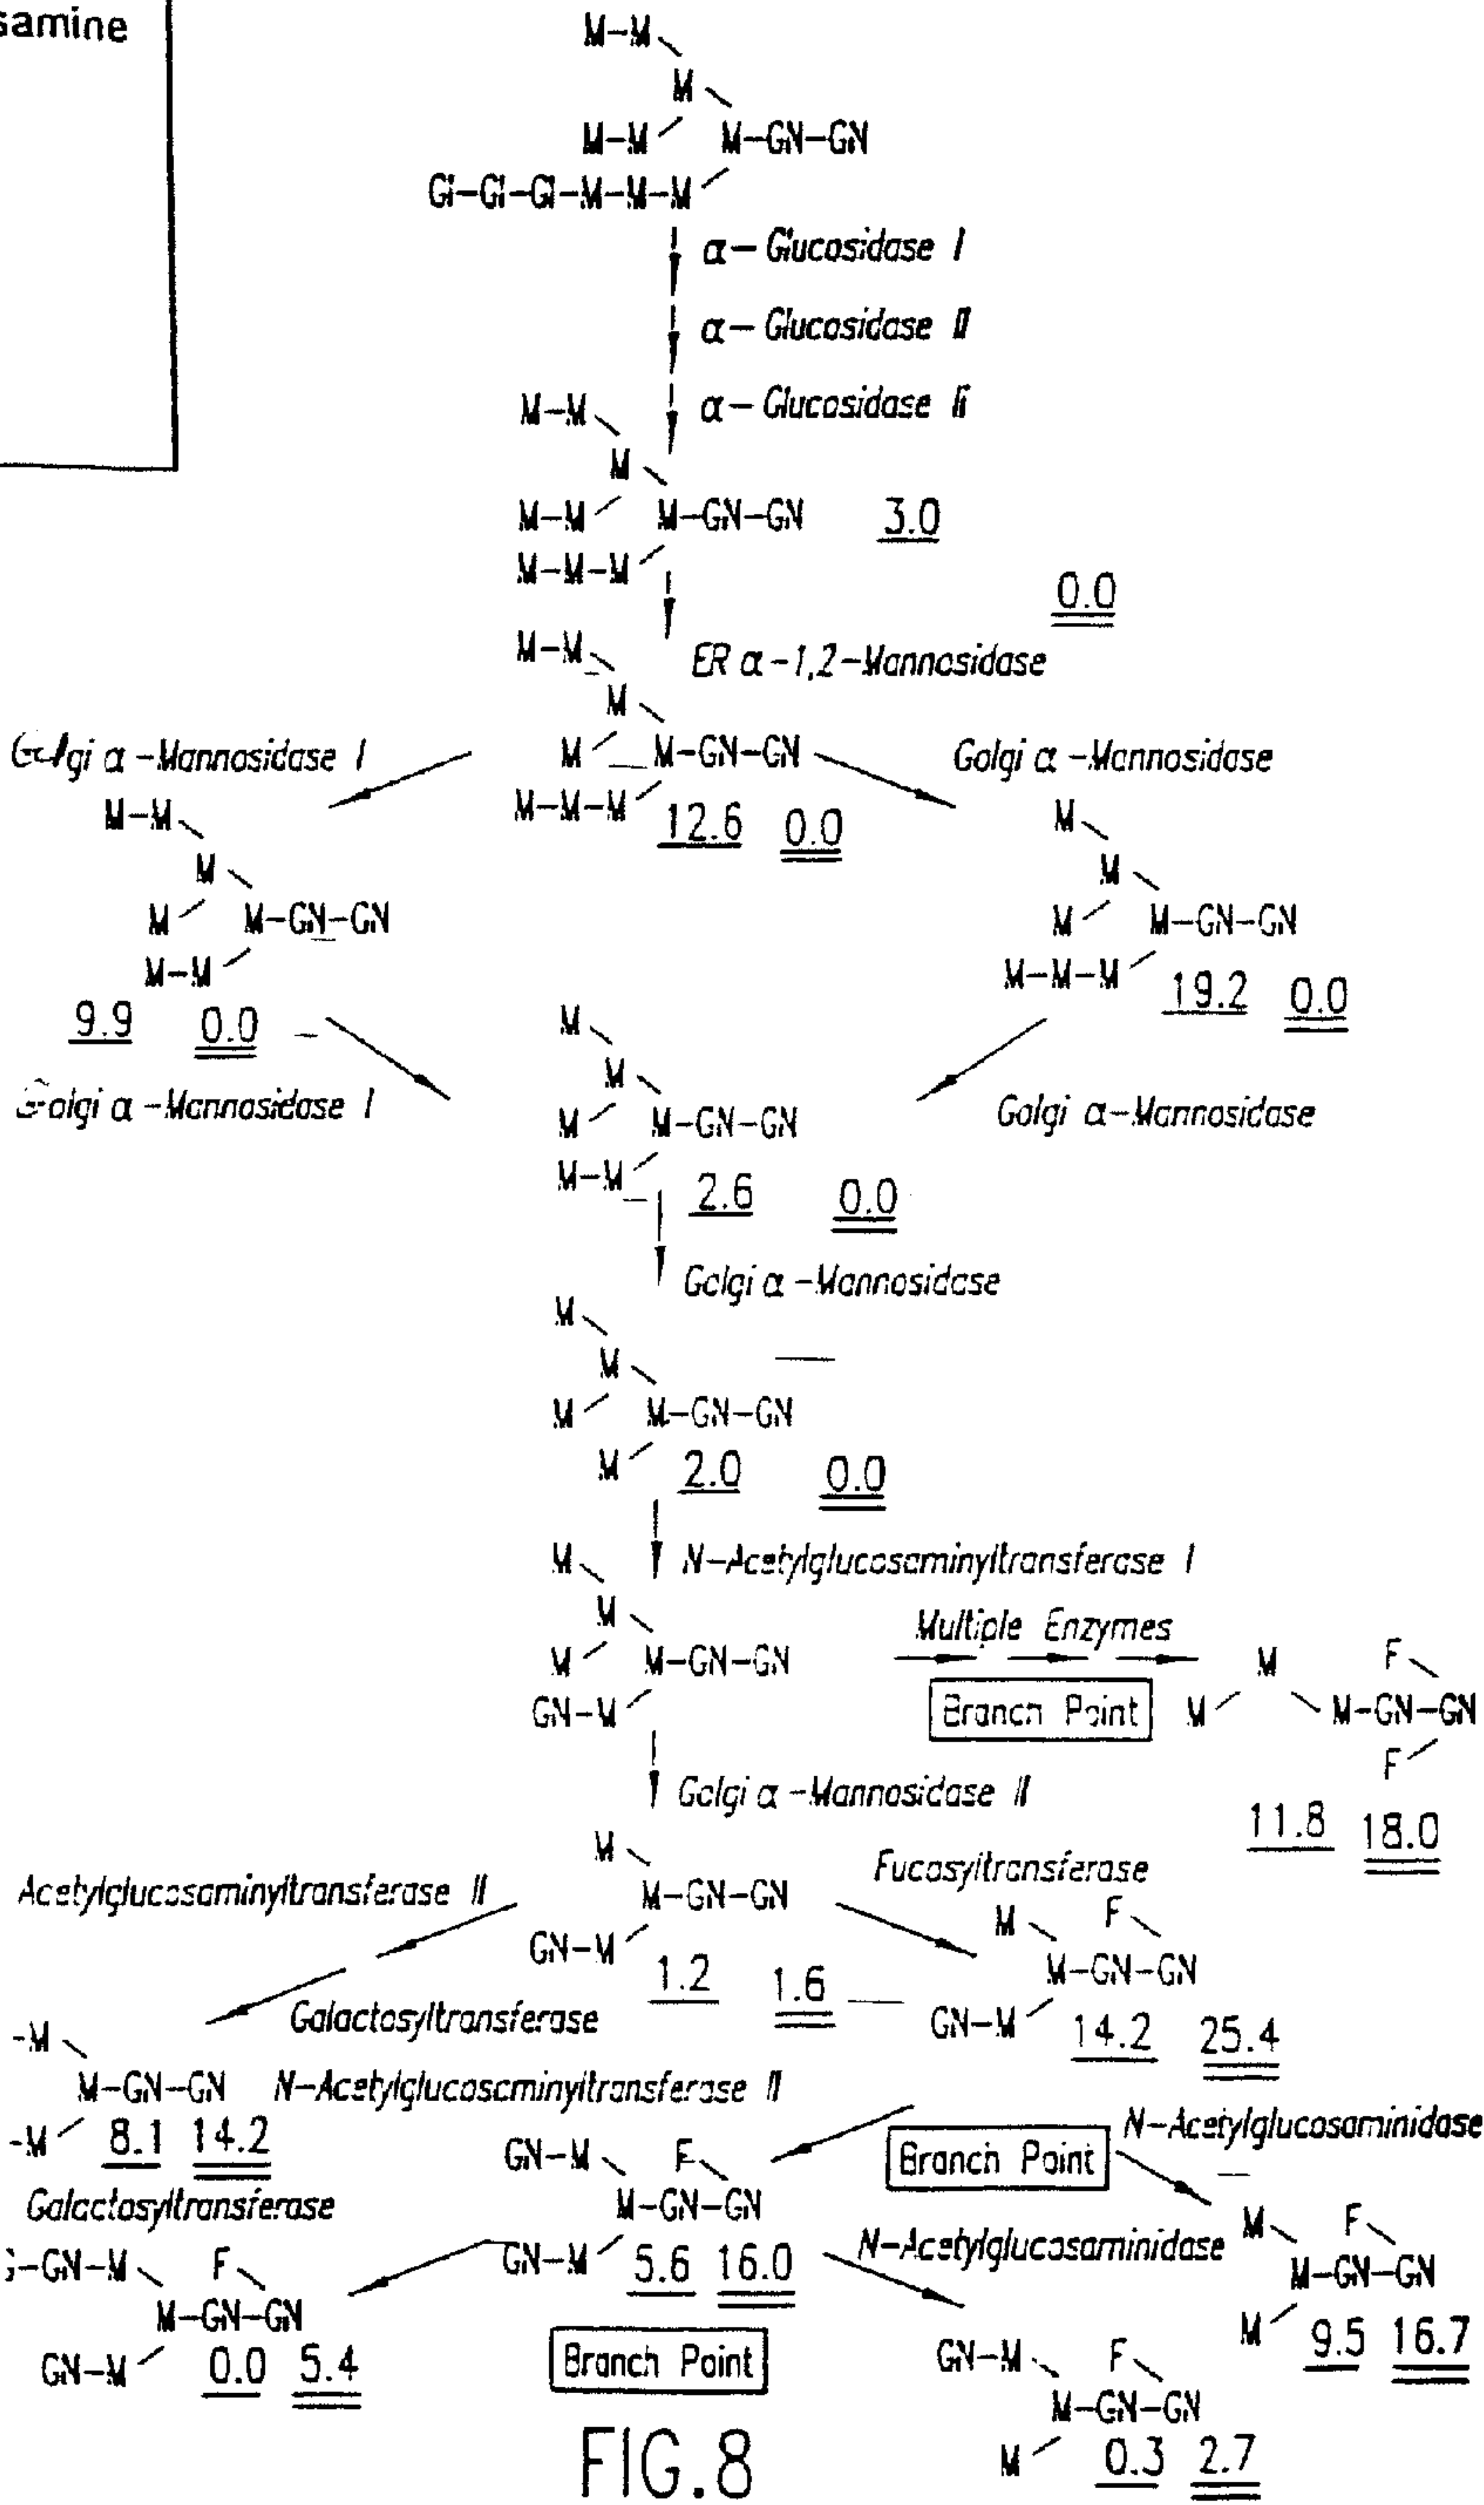 samine
M-M
M
M-M M-GN-GN
Gl-Gl-Gl-M-M-M
α-Glucosidase I
α-Glucosidase II
α-Glucosidase II
M-M
M
M-M M-GN-GN 3.0
M-M-M
0.0
ER α-1,2-Mannosidase
M-M
M
M M-GN-GN
M-M-M 12.6 0.0
Golgi α-Mannosidase I
M-M
M
M M-GN-GN
M-M
9.9 0.0
Golgi α-Mannosidase I
Golgi α-Mannosidase
M
M
M M-GN-GN
M-M-M 19.2 0.0
Golgi α-Mannosidase
M
M
M M-GN-GN
M-M 2.6 0.0
Golgi α-Mannosidase
M
M
M M-GN-GN
M 2.0 0.0
N-Acetylglucosaminyltransferase I
M
M
M M-GN-GN
GN-M
Multiple Enzymes
Branch Point
M F
M M-GN-GN
F
11.8 18.0
Golgi α-Mannosidase II
M
M-GN-GN
GN-M 1.2 1.6
Acetylglucosaminyltransferase II
Galactosyltransferase
-M
M-GN-GN
-M 8.1 14.2
Fucosyltransferase
M F
M-GN-GN
GN-M 14.2 25.4
N-Acetylglucosaminyltransferase II
Branch Point
N-Acetylglucosaminidase
GN-M F
M-GN-GN
GN-M 5.6 16.0
M F
M-GN-GN
M 9.5 16.7
Galactosyltransferase
-GN-M F
M-GN-GN
GN-M 0.0 5.4
Branch Point
N-Acetylglucosaminidase
GN-M F
M-GN-GN
M 0.3 2.7
FIG.8